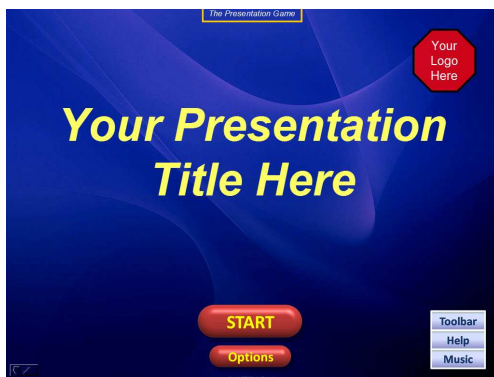 The Presentation Game
Your
Logo
Here
Your Presentation
Title Here
START
Options
Toolbar
Help
Music